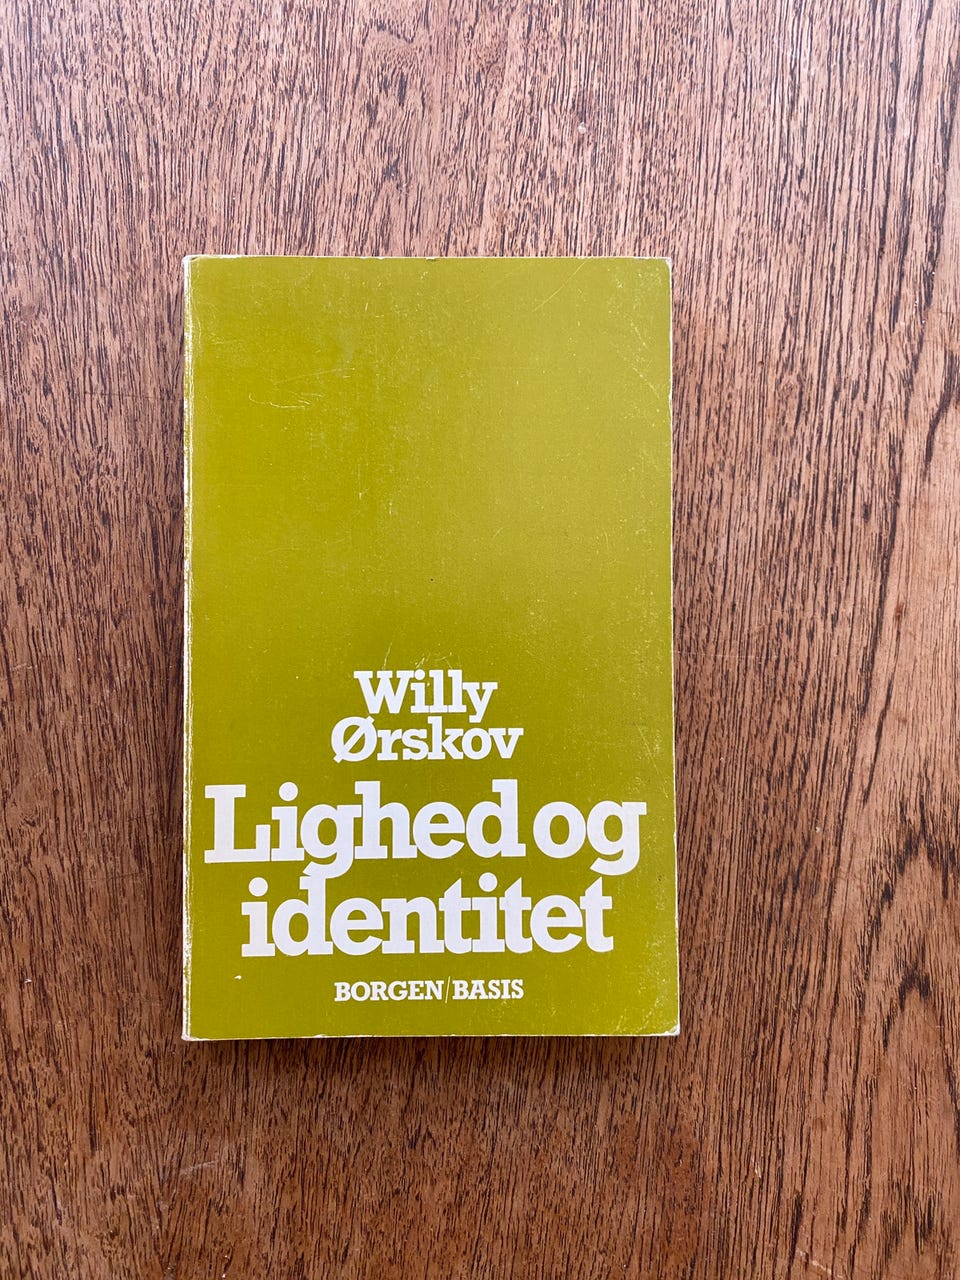 Willy
Ørskov
Lighed og
identitet
BORGEN/BASIS